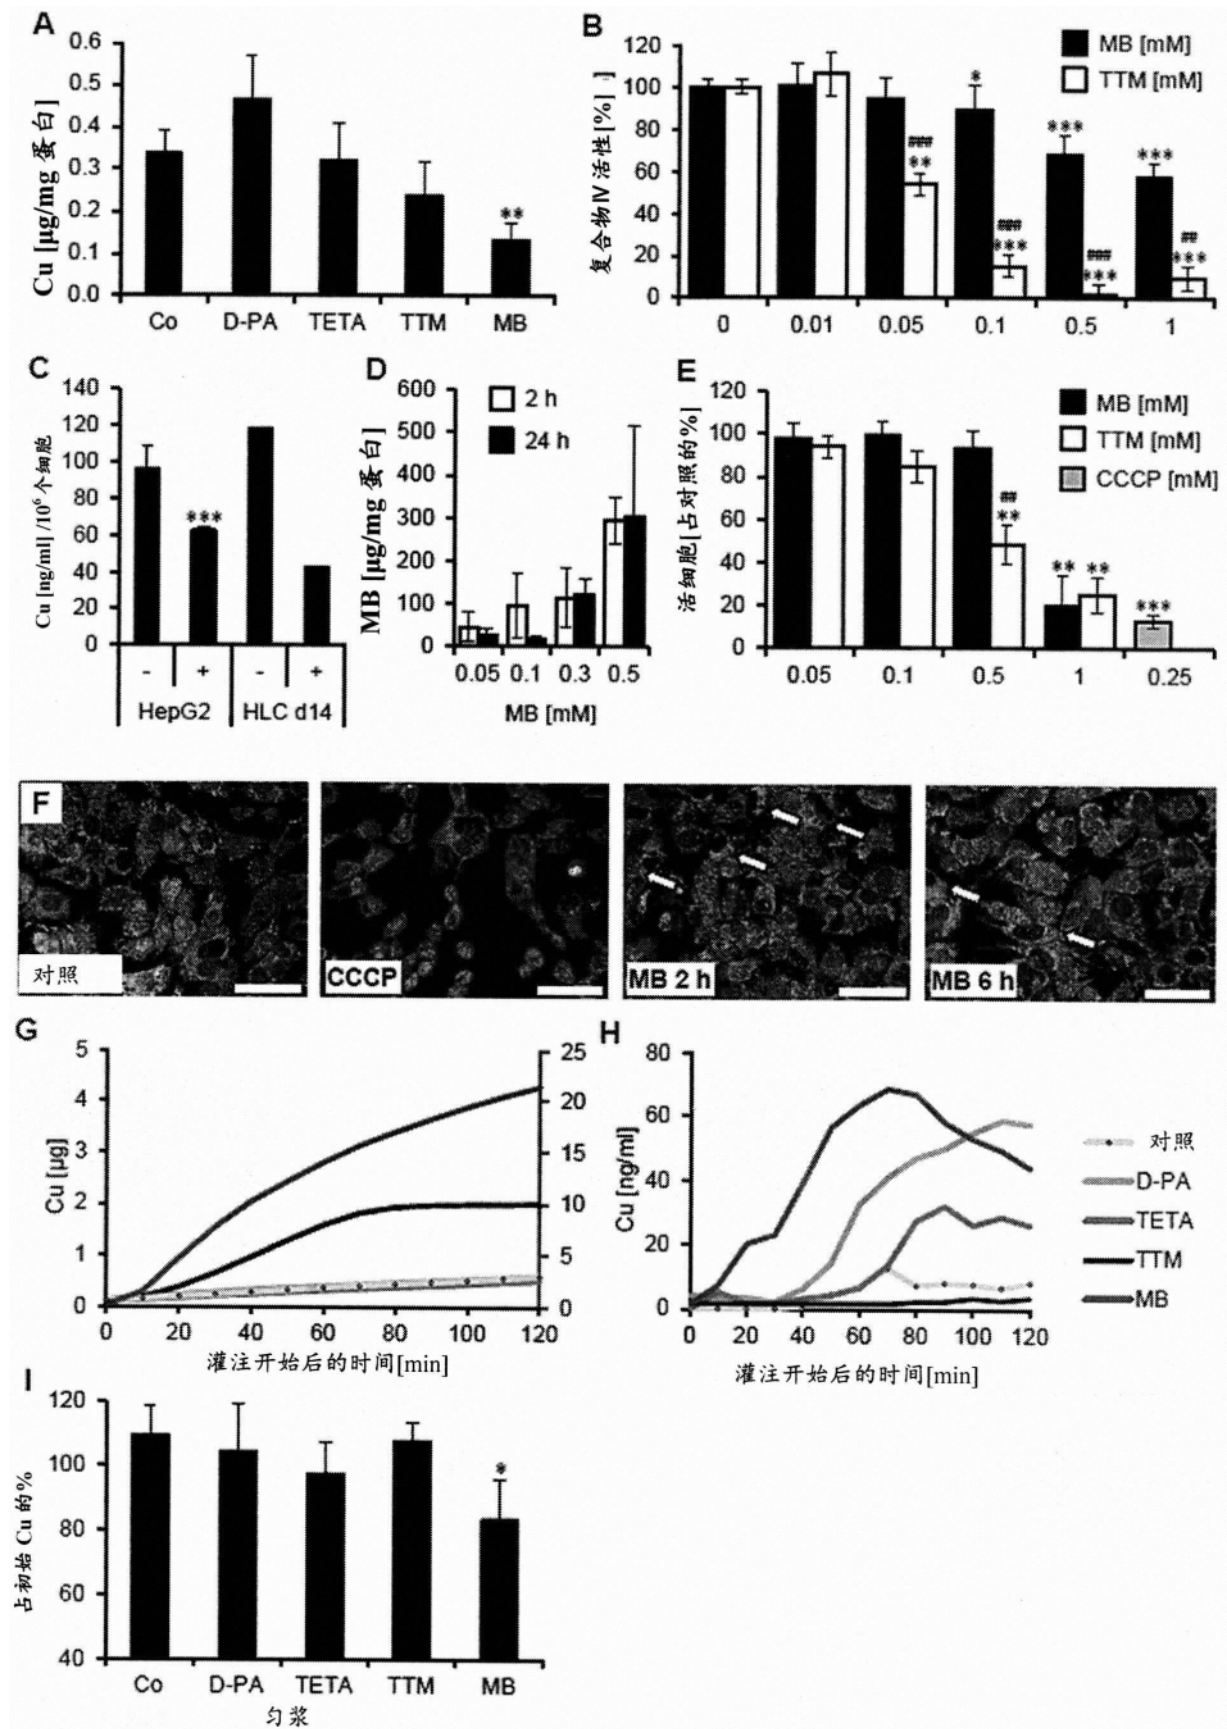 A
Cu [µg/mg 蛋白]
0.6
0.5
0.4
0.3
0.2
0.1
0.0
**
Co D-PA TETA TTM MB
B
复合物IV 活性[%]
120
100
80
60
40
20
0
MB [mM]
TTM [mM]
###
**
*
###
***
***
###
***
***
##
***
0 0.01 0.05 0.1 0.5 1
C
Cu [ng/ml] /10⁶ 个细胞
140
120
100
80
60
40
20
0
***
- + - +
HepG2 HLC d14
D
MB [µg/mg 蛋白]
600
500
400
300
200
100
0
2 h
24 h
0.05 0.1 0.3 0.5
MB [mM]
E
活细胞[占对照的%]
120
100
80
60
40
20
0
MB [mM]
TTM [mM]
CCCP [mM]
##
**
** **
***
0.05 0.1 0.5 1 0.25
F
对照
CCCP
MB 2 h
MB 6 h
G
Cu [µg]
5
4
3
2
1
0
25
20
15
10
5
0
0 20 40 60 80 100 120
灌注开始后的时间[min]
H
Cu [ng/ml]
80
60
40
20
0
0 20 40 60 80 100 120
灌注开始后的时间[min]
对照
D-PA
TETA
TTM
MB
I
占初始 Cu 的%
120
100
80
60
40
*
Co D-PA TETA TTM MB
匀浆